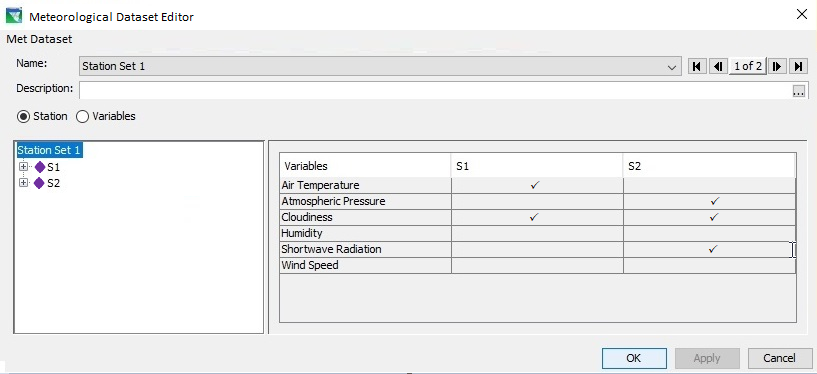 Meteorological Dataset Editor
Met Dataset
Name: Station Set 1 1 of 2
Description: ...
Station Variables
Station Set 1
S1
S2
Variables S1 S2
Air Temperature ✓
Atmospheric Pressure ✓
Cloudiness ✓ ✓
Humidity
Shortwave Radiation ✓
Wind Speed
OK Apply Cancel